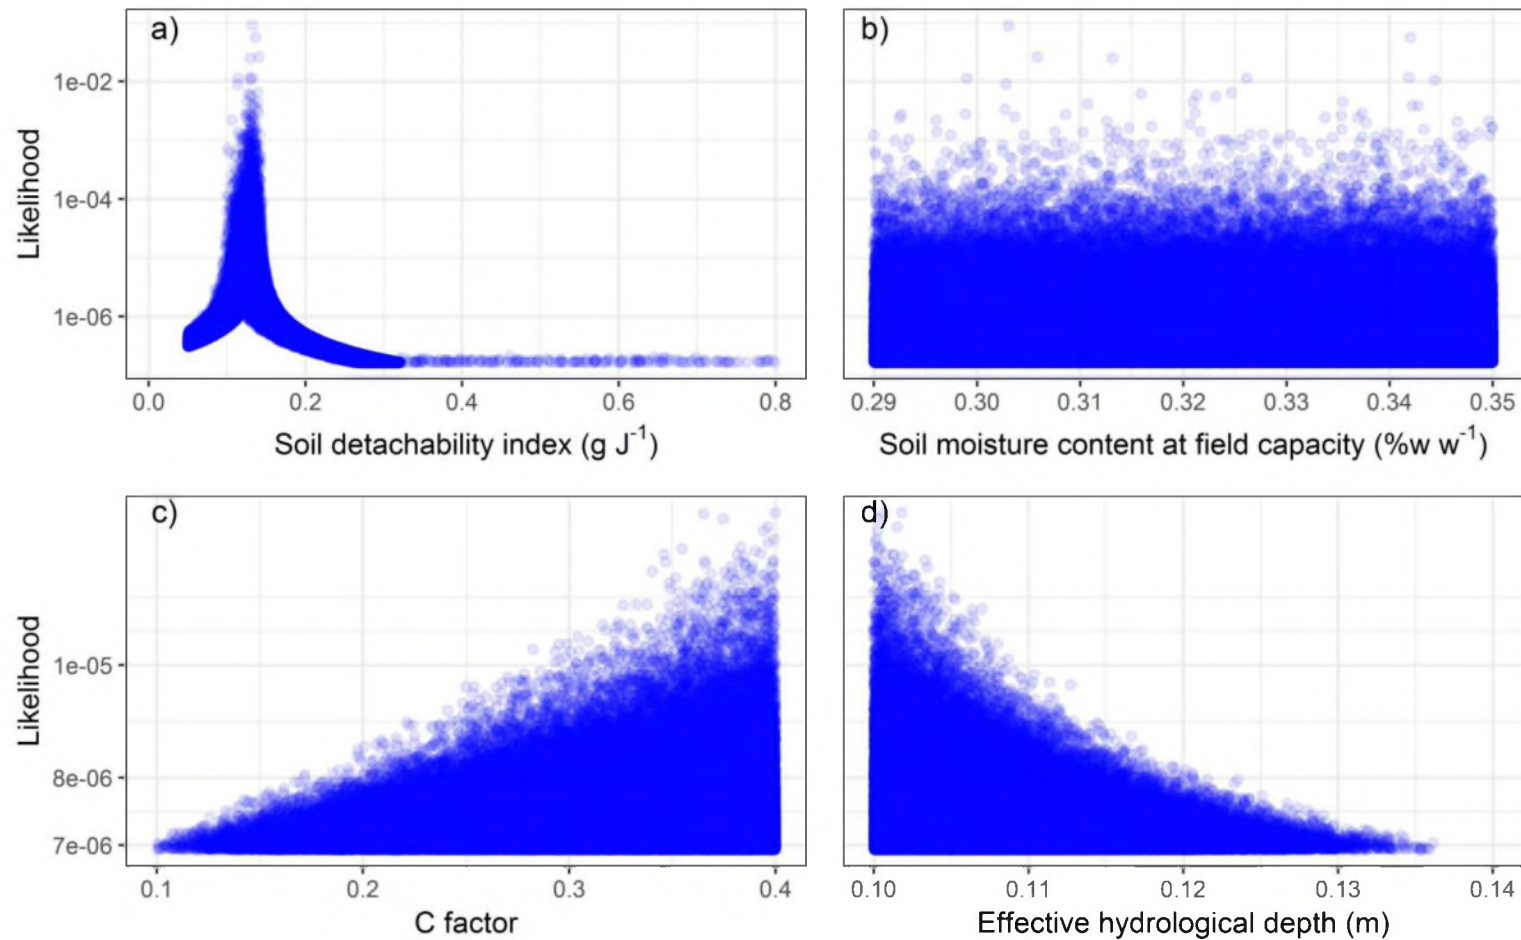 a)
b)
Likelihood
1e-02
1e-04
1e-06
0.0 0.2 0.4 0.6 0.8
0.29 0.30 0.31 0.32 0.33 0.34 0.35
Soil detachability index (g J⁻¹)
Soil moisture content at field capacity (%w w⁻¹)
c)
d)
Likelihood
1e-05
8e-06
7e-06
0.1 0.2 0.3 0.4
0.10 0.11 0.12 0.13 0.14
C factor
Effective hydrological depth (m)